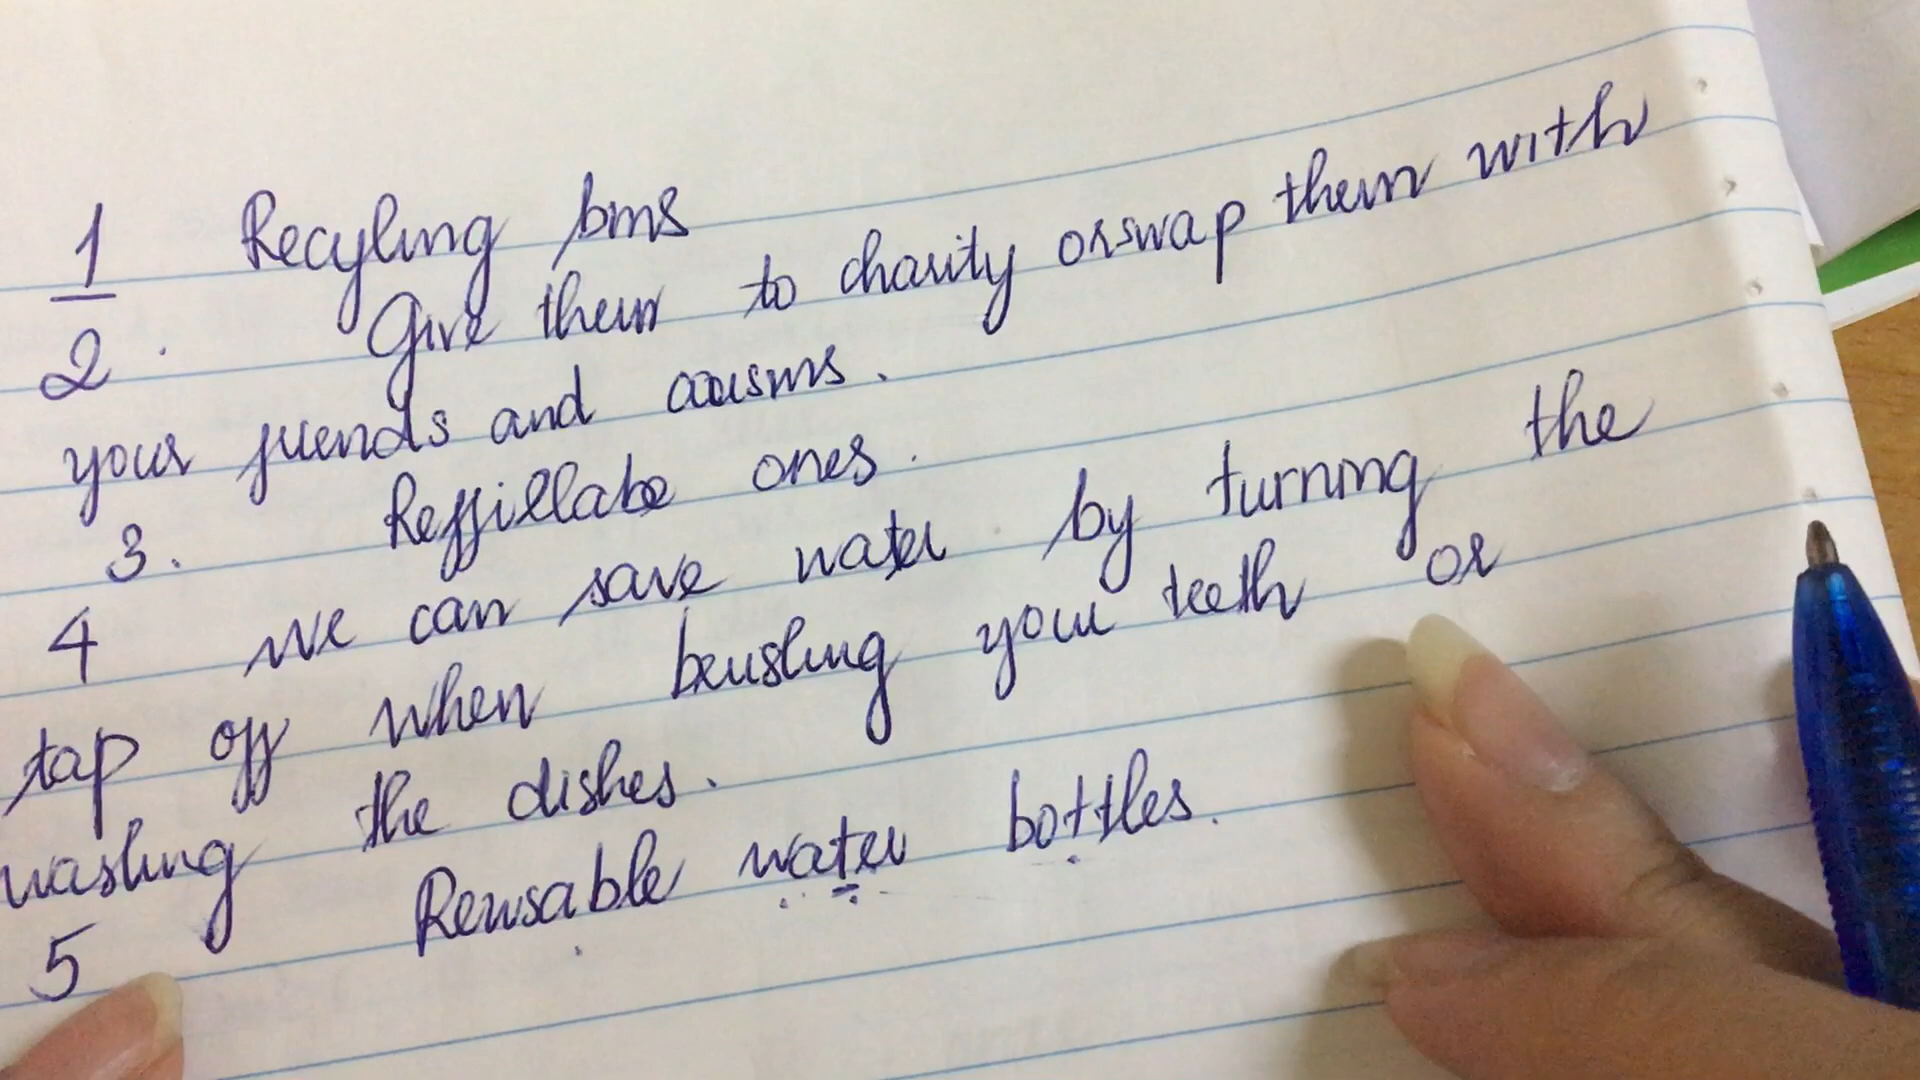 1 Recyling bins
2. Give them to charity or swap them with
your friends and cousins.
3. Reffillabe ones.
4 We can save water by turning the
tap off when brushing your teeth or
washing the dishes.
5 Reusable water bottles.